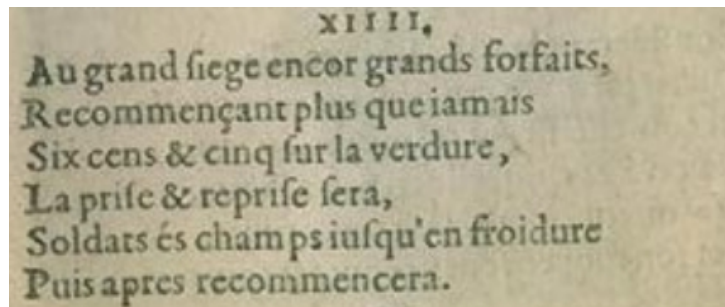 XIIII.
Au grand ſiege encor grands forfaits,
Recommençant plus que iamais
Six cens & cinq ſur la verdure,
La priſe & repriſe ſera,
Soldats és champs iuſqu'en froidure
Puis apres recommencera.